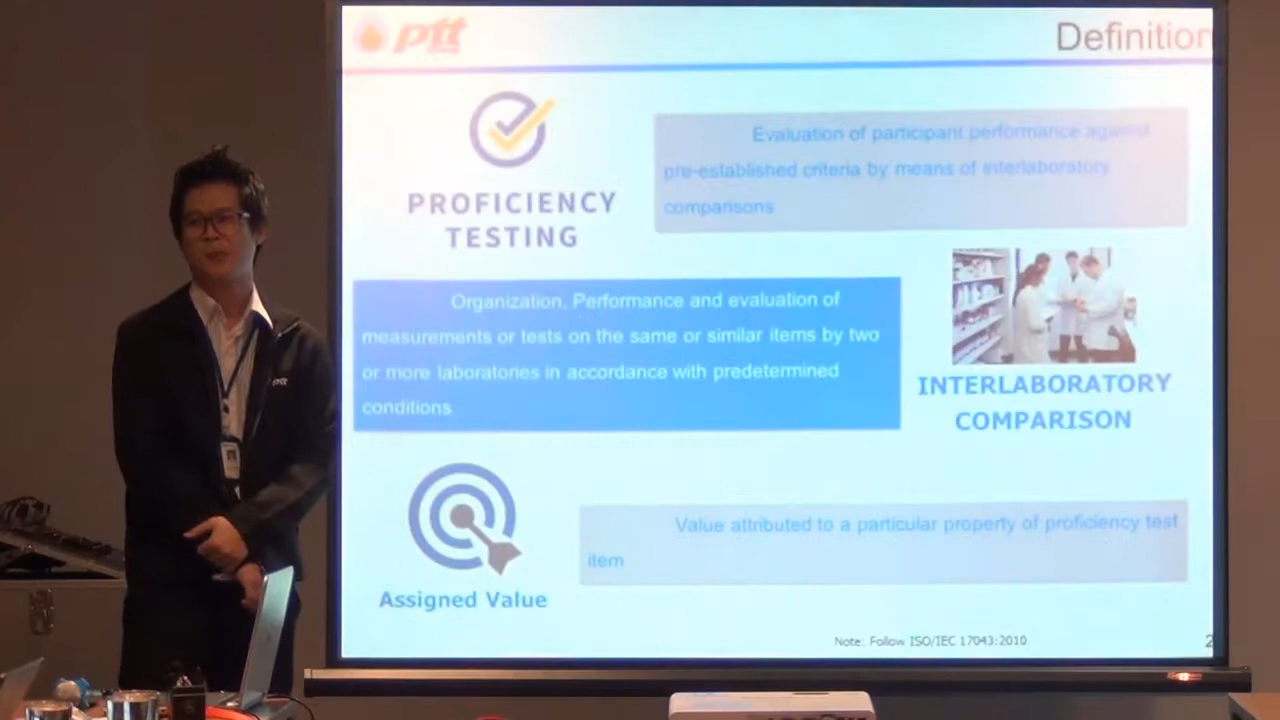 ptt
Definition
PROFICIENCY
TESTING
Evaluation of participant performance against
pre-established criteria by means of interlaboratory
comparisons
Organization, Performance and evaluation of
measurements or tests on the same or similar items by two
or more laboratories in accordance with predetermined
conditions
INTERLABORATORY
COMPARISON
Assigned Value
Value attributed to a particular property of proficiency test
item
Note: Follow ISO/IEC 17043:2010
2
ptt